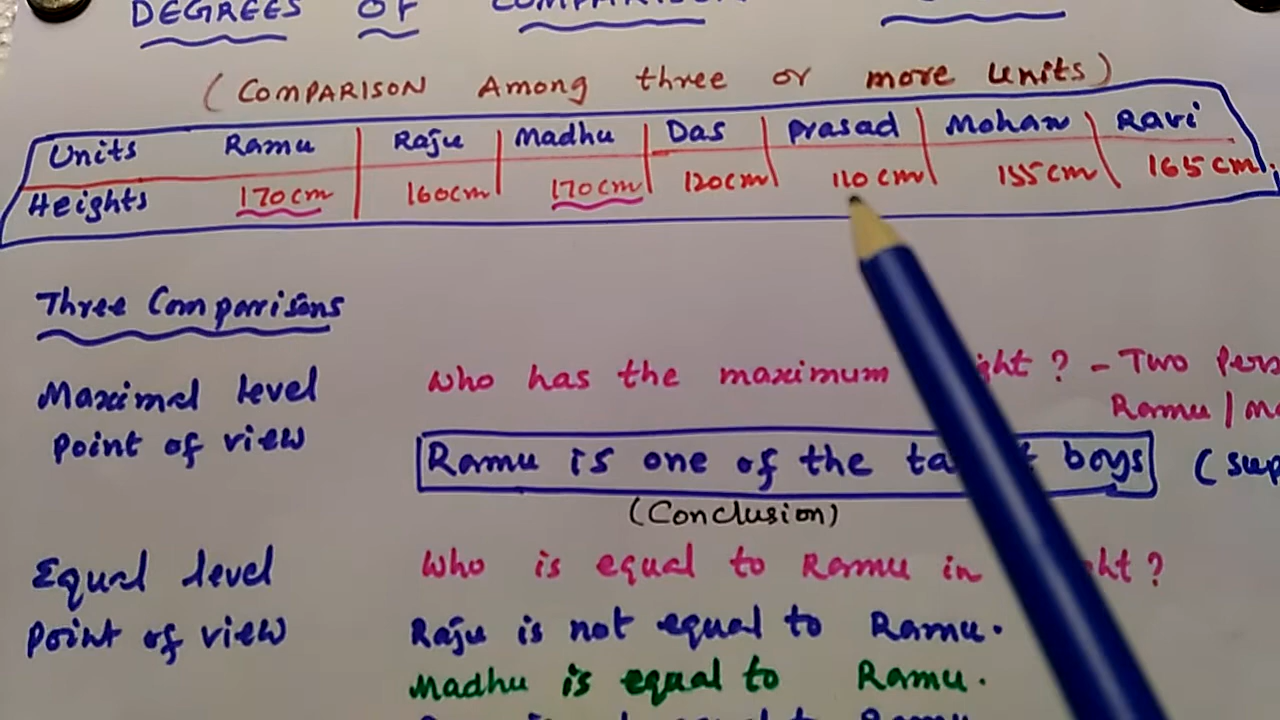 DEGREES OF COMPARISON
(COMPARISON Among three or more units)
Units Ramu Raju Madhu Das Prasad Mohan Ravi
Heights 170cm 160cm 170cm 120cm 110cm 155cm 165cm.
Three Comparisons
Maximal level
Point of view
Who has the maximum ? - Two
Ramu |
Ramu is one of the boys (
(Conclusion)
Equal level
Point of view
Who is equal to Ramu in ?
Raju is not equal to Ramu.
Madhu is equal to Ramu.